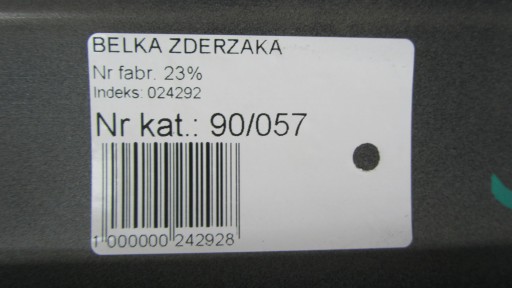 BELKA ZDERZAKA
Nr fabr. 23%
Indeks: 024292
Nr kat.: 90/057
1 000000 242928